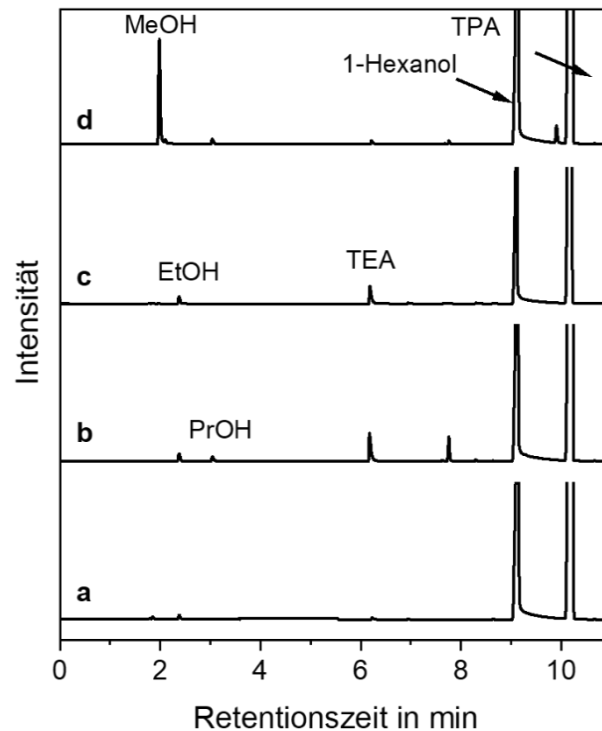 MeOH
TPA
1-Hexanol
d
EtOH
TEA
c
PrOH
b
a
Intensität
0 2 4 6 8 10
Retentionszeit in min